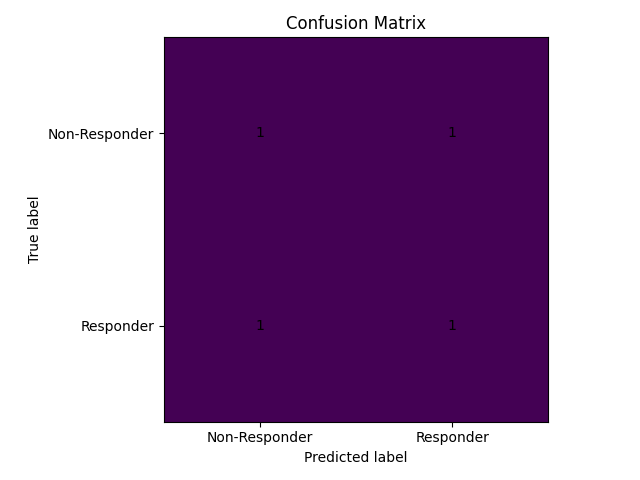 Confusion Matrix
True label
Non-Responder
1 1
Responder
1 1
Non-Responder Responder
Predicted label